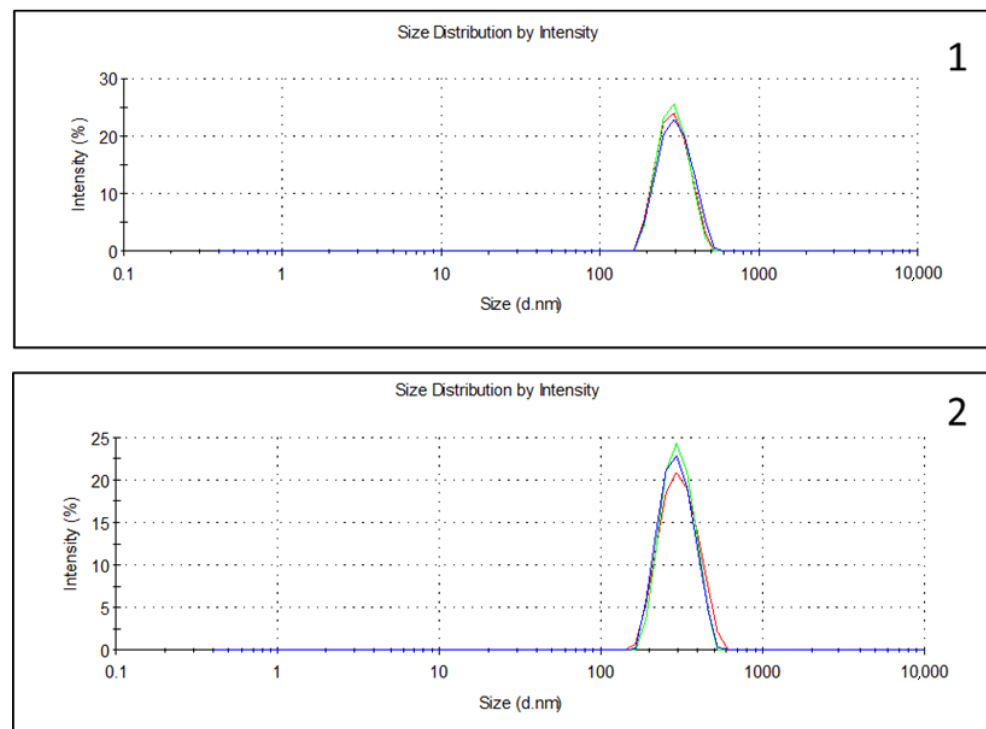 Size Distribution by Intensity
1
30
20
10
0
Intensity (%)
0.1 1 10 100 1000 10,000
Size (d.nm)
Size Distribution by Intensity
2
25
20
15
10
5
0
Intensity (%)
0.1 1 10 100 1000 10,000
Size (d.nm)